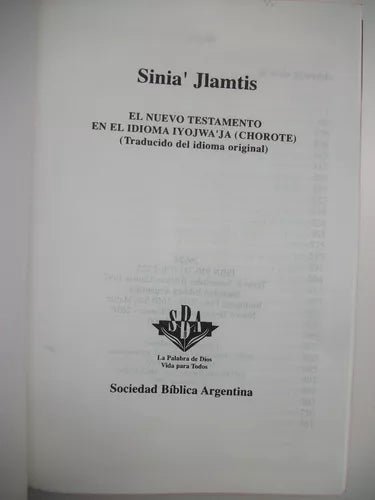 Sinia' Jlamtis
EL NUEVO TESTAMENTO
EN EL IDIOMA IYOJWA'JA (CHOROTE)
(Traducido del idioma original)
SBA
La Palabra de Dios
Vida para Todos
Sociedad Bíblica Argentina